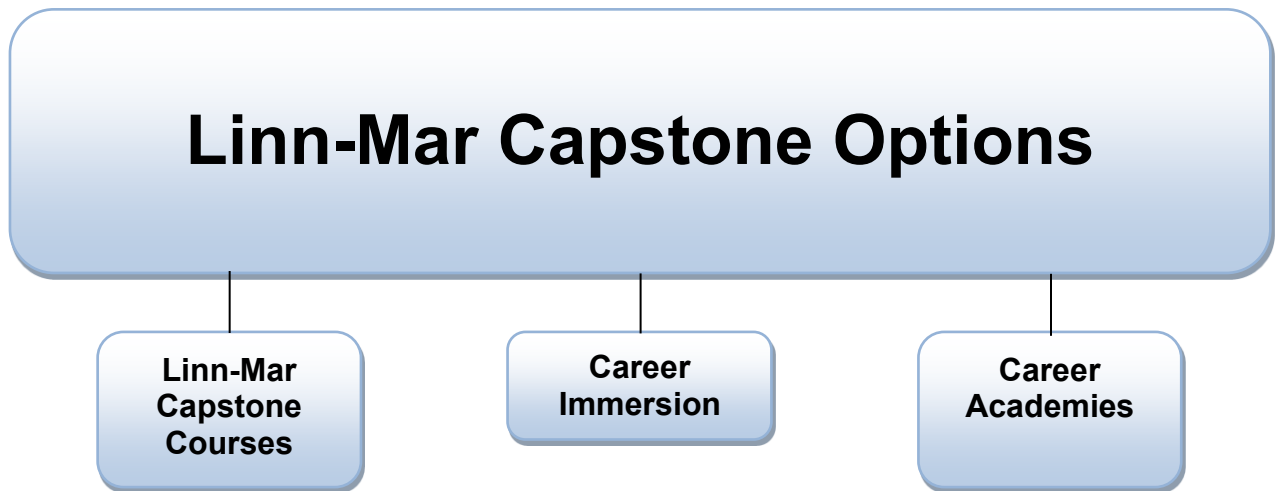 Linn-Mar Capstone Options
Linn-Mar
Capstone
Courses
Career
Immersion
Career
Academies